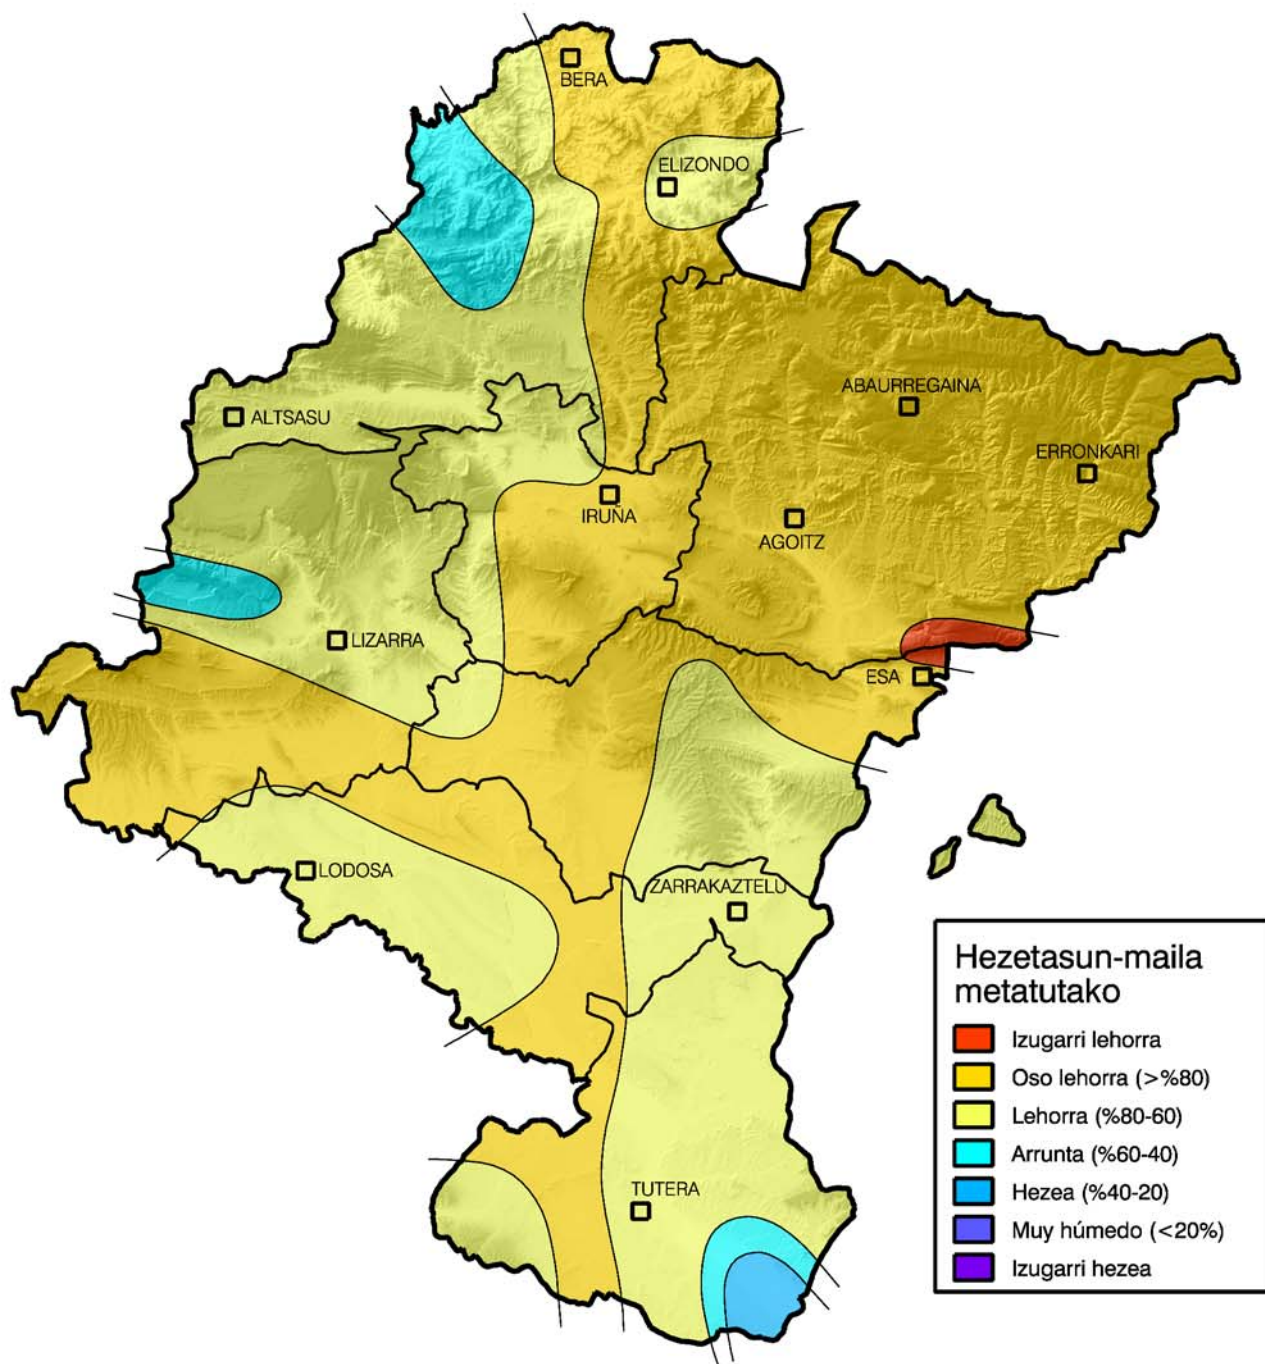 BERA
ELIZONDO
ABAURREGAINA
ALTSASU
ERRONKARI
IRUÑA
AGOITZ
LIZARRA
ESA
LODOSA
ZARRAKAZTELU
TUTERA
Hezetasun-maila
metatutako
Izugarri lehorra
Oso lehorra (>%80)
Lehorra (%80-60)
Arrunta (%60-40)
Hezea (%40-20)
Muy húmedo (<20%)
Izugarri hezea